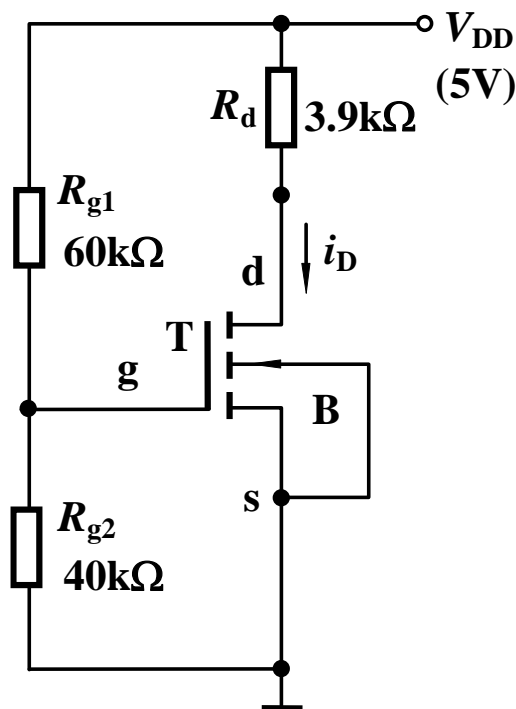 V_DD
(5V)
R_d
3.9kΩ
R_g1
60kΩ
i_D
d
T
g
B
s
R_g2
40kΩ